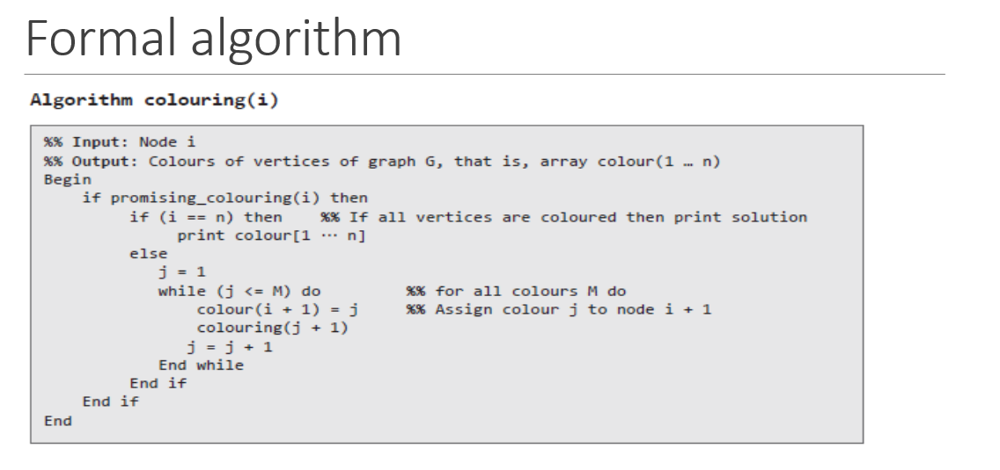 Formal algorithm
Algorithm colouring(i)
%% Input: Node i
%% Output: Colours of vertices of graph G, that is, array colour(1 … n)
Begin
if promising_colouring(i) then
if (i == n) then %% If all vertices are coloured then print solution
print colour[1 ⋯ n]
else
j = 1
while (j <= M) do %% for all colours M do
colour(i + 1) = j %% Assign colour j to node i + 1
colouring(j + 1)
j = j + 1
End while
End if
End if
End